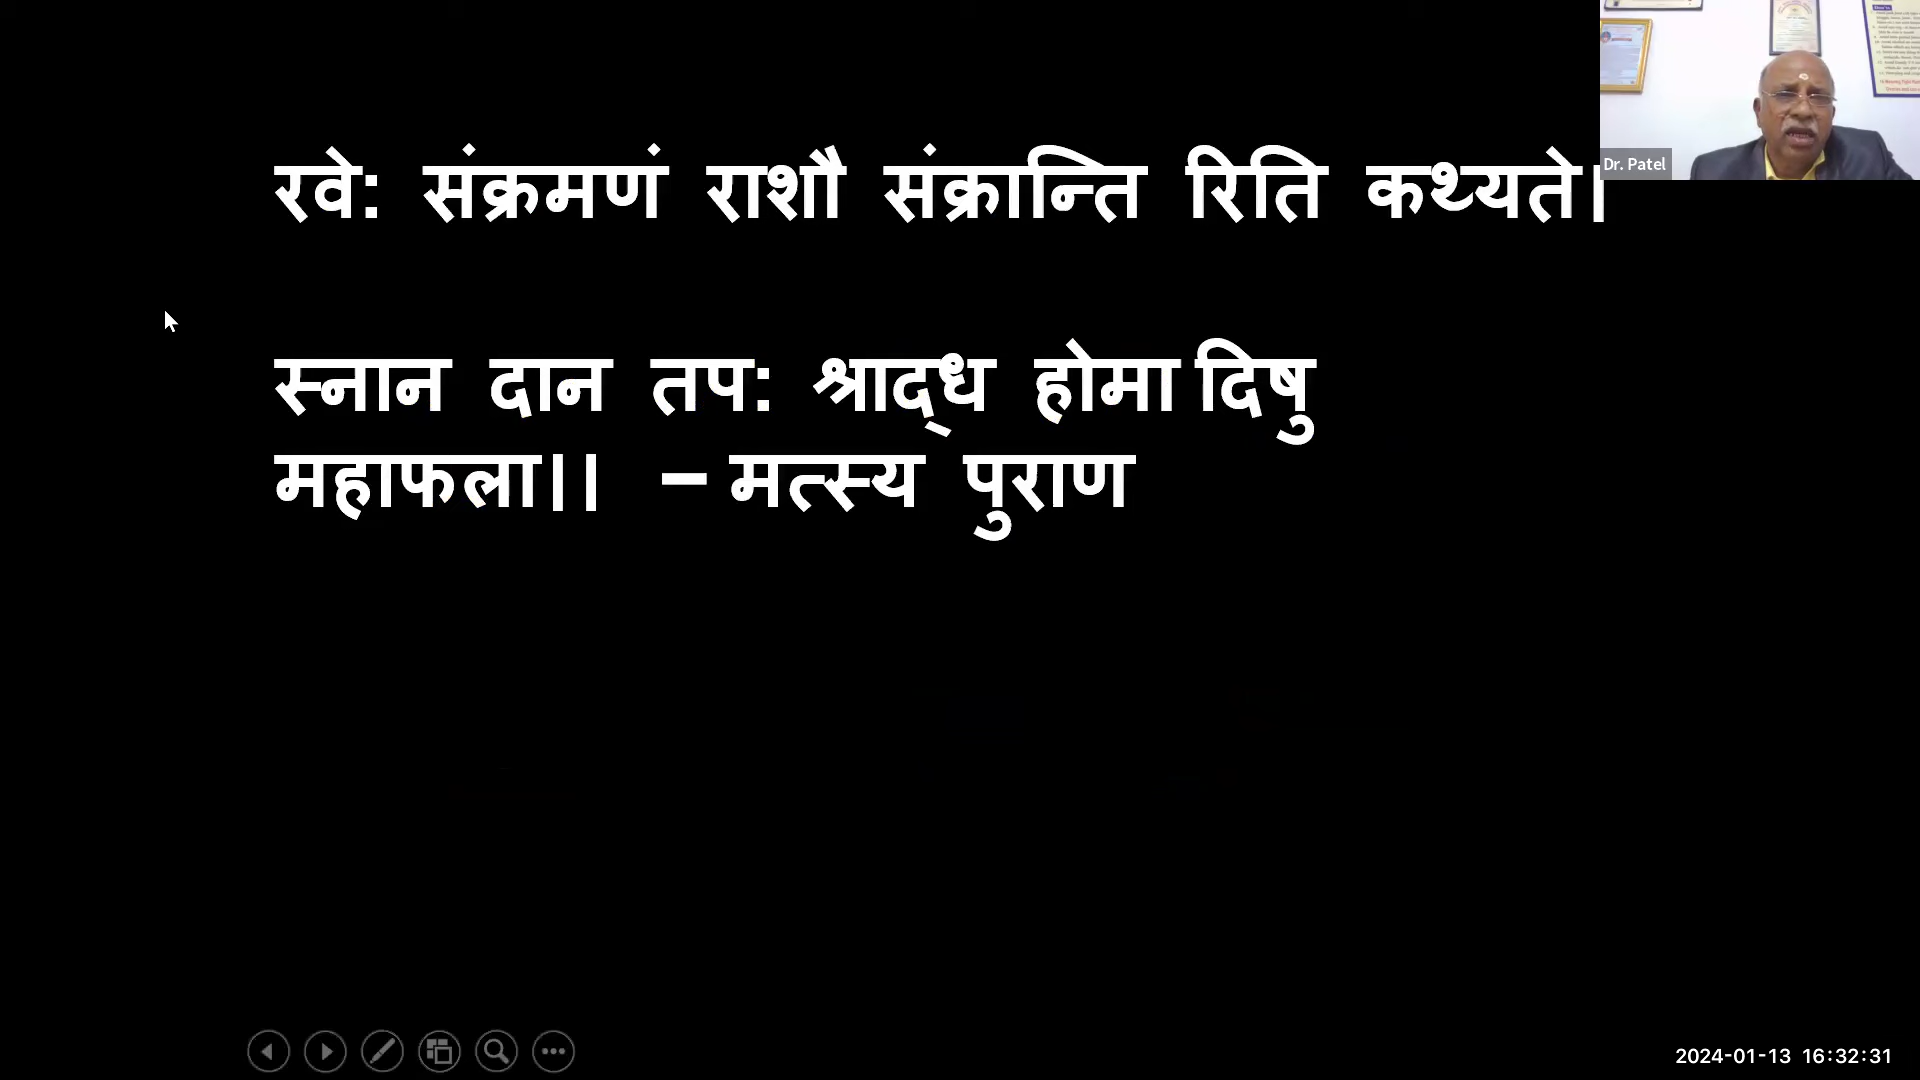 रवे: संक्रमणं राशौ संक्रान्ति रिति कथ्यते।
स्नान दान तप: श्राद्‌ध होमा दिषु
महाफला।। – मत्स्य पुराण
Dr. Patel
2024-01-13 16:32:31